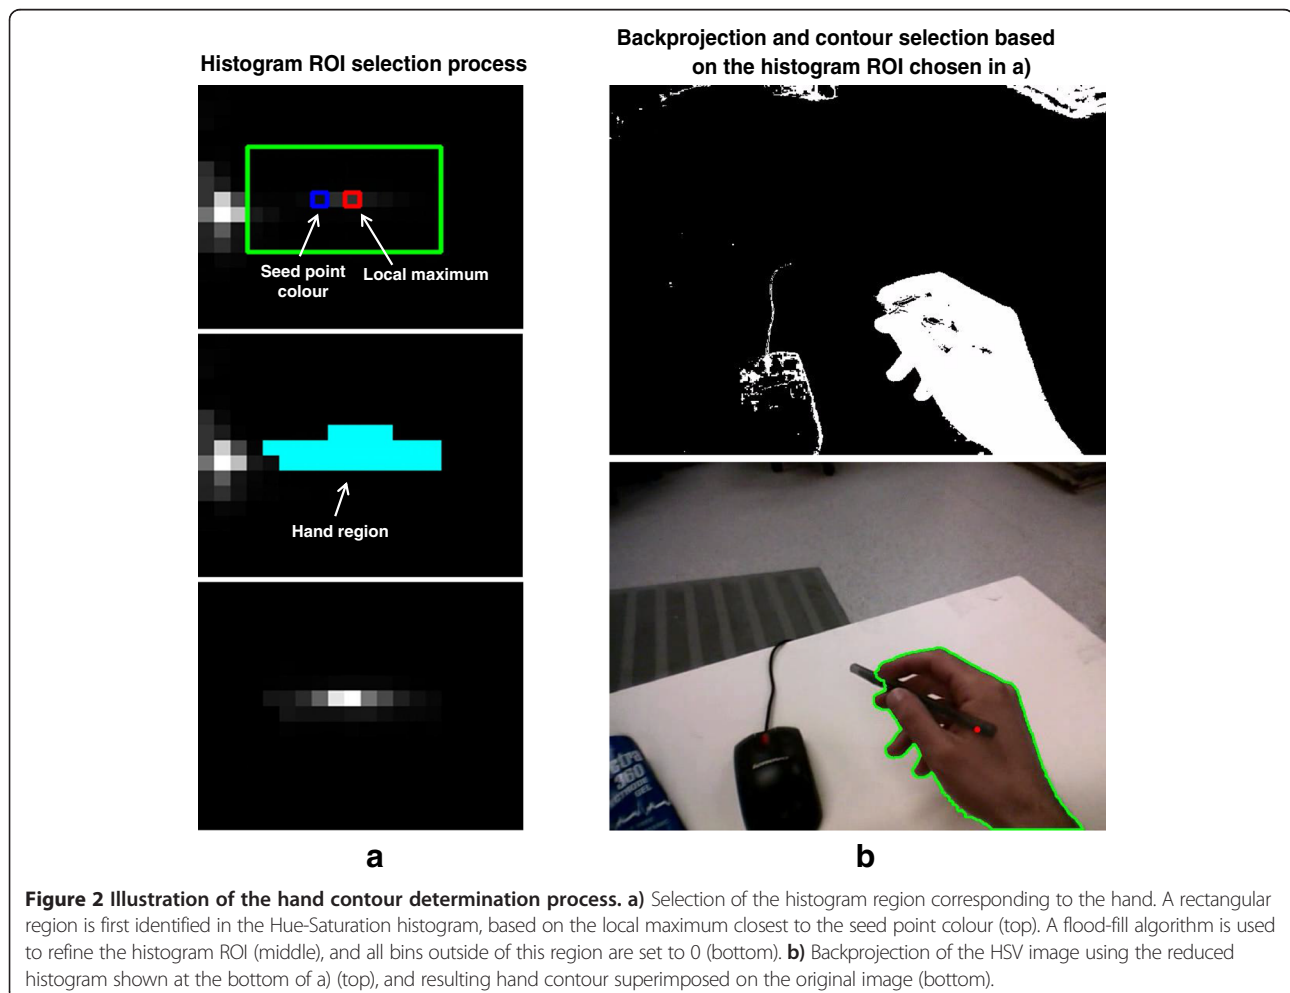 Histogram ROI selection process
Seed point
colour
Local maximum
Hand region
a
Backprojection and contour selection based
on the histogram ROI chosen in a)
360
GEL
b
Figure 2 Illustration of the hand contour determination process. a) Selection of the histogram region corresponding to the hand. A rectangular
region is first identified in the Hue-Saturation histogram, based on the local maximum closest to the seed point colour (top). A flood-fill algorithm is used
to refine the histogram ROI (middle), and all bins outside of this region are set to 0 (bottom). b) Backprojection of the HSV image using the reduced
histogram shown at the bottom of a) (top), and resulting hand contour superimposed on the original image (bottom).